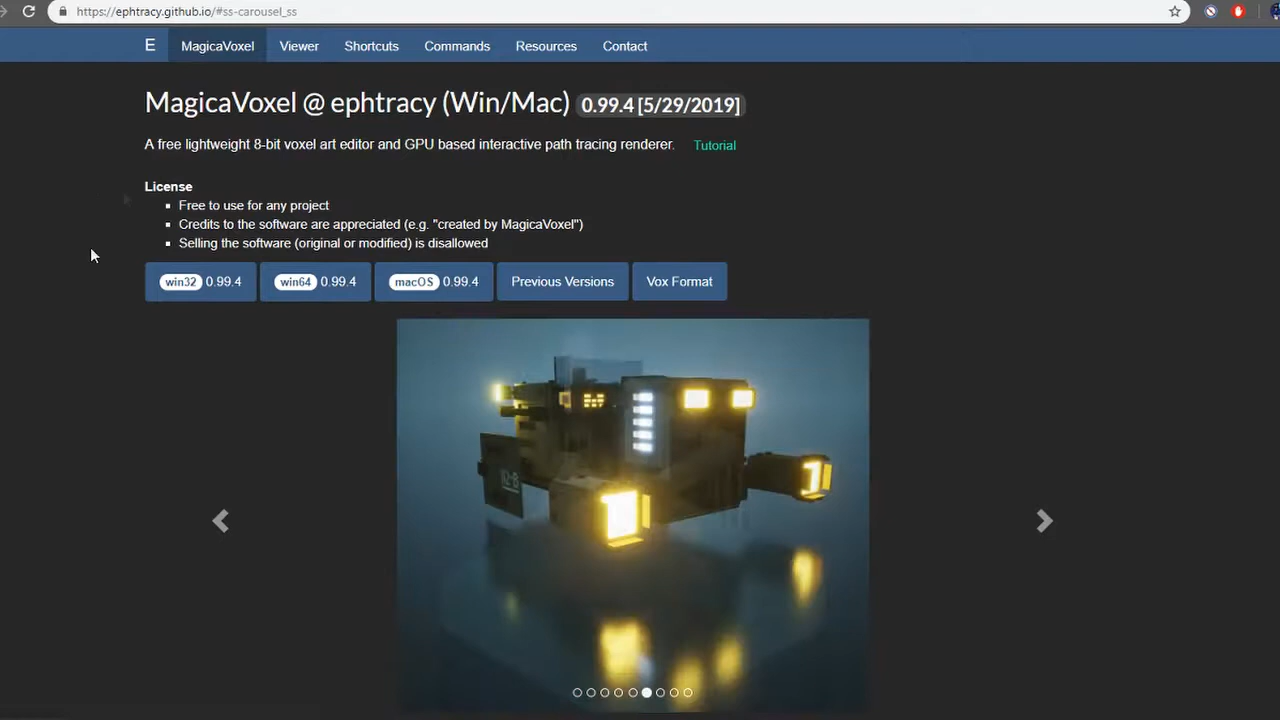 https://ephtracy.github.io/#ss-carousel_ss
E MagicaVoxel Viewer Shortcuts Commands Resources Contact
MagicaVoxel @ ephtracy (Win/Mac) 0.99.4 [5/29/2019]
A free lightweight 8-bit voxel art editor and GPU based interactive path tracing renderer. Tutorial
License
Free to use for any project
Credits to the software are appreciated (e.g. "created by MagicaVoxel")
Selling the software (original or modified) is disallowed
win32 0.99.4 win64 0.99.4 macOS 0.99.4 Previous Versions Vox Format